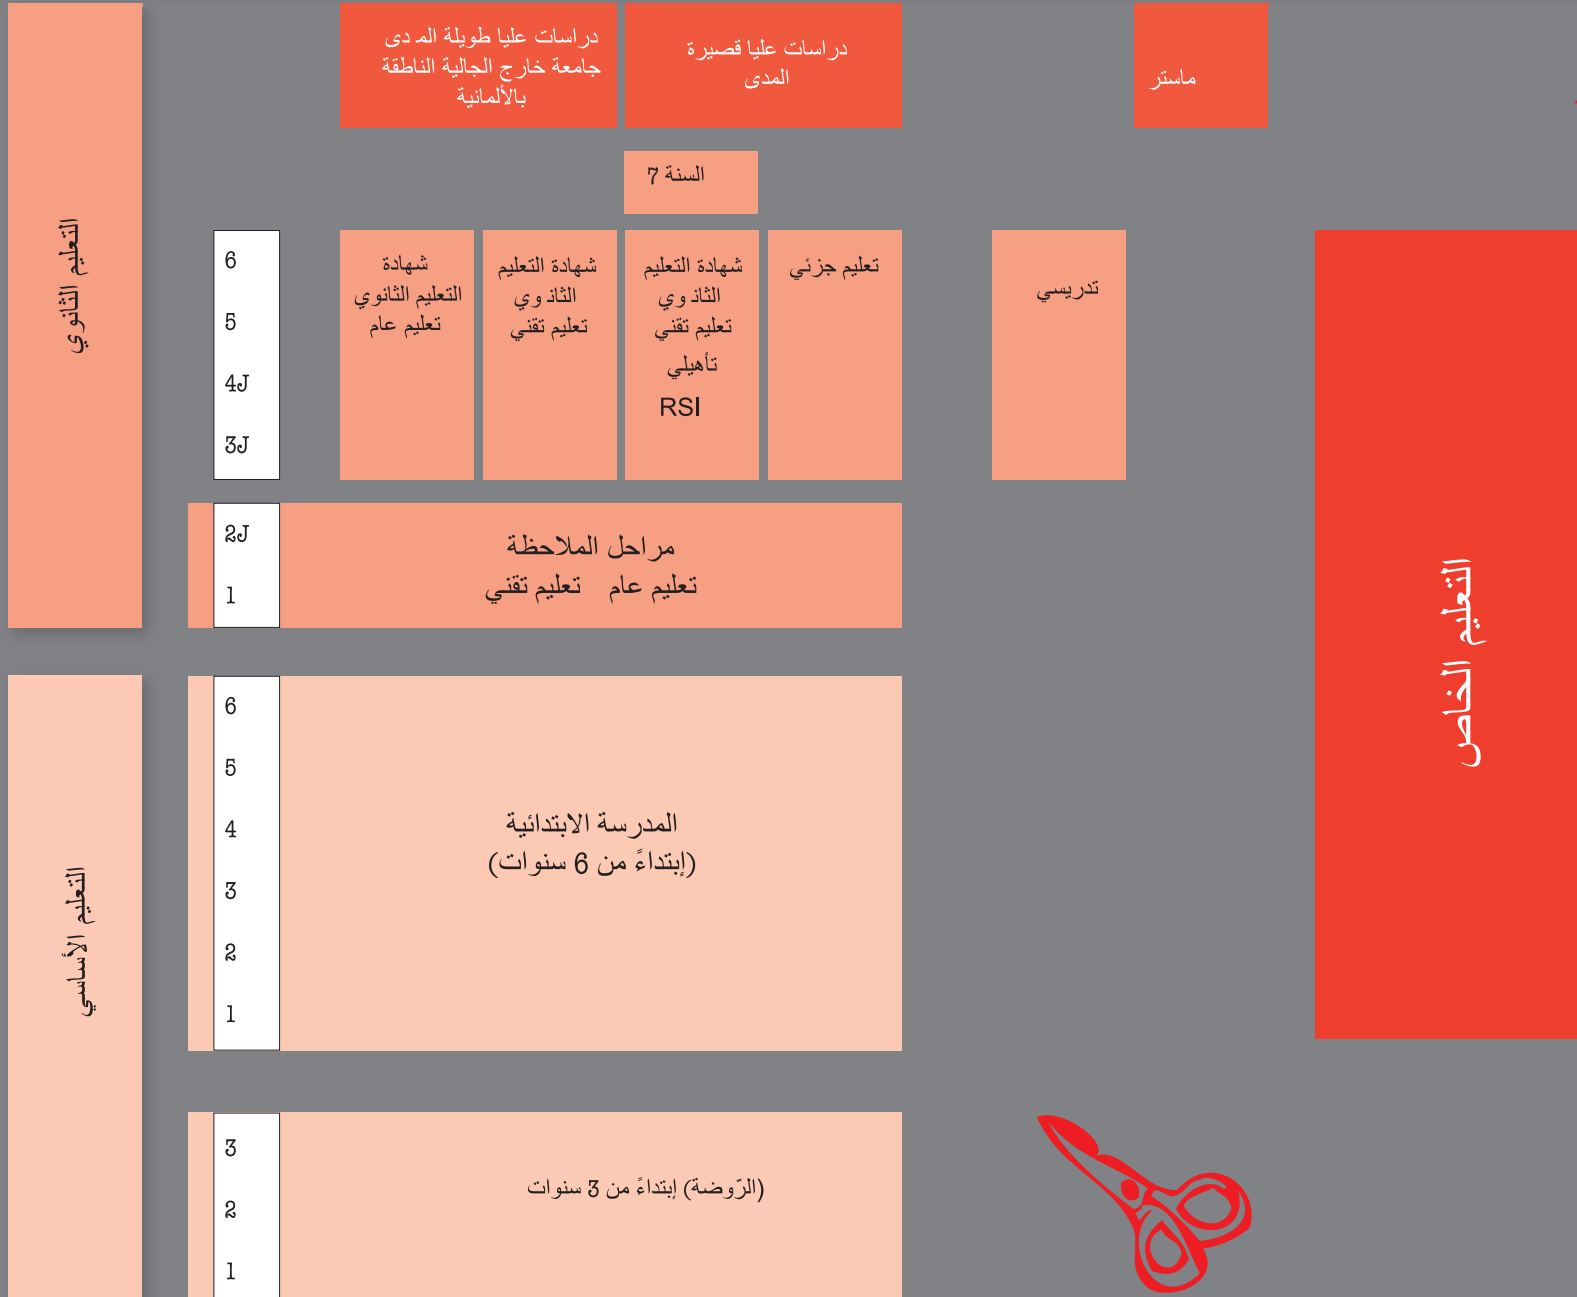 دراسات عليا طويلة المدى
جامعة خارج الجالية الناطقة
بالألمانية
دراسات عليا قصيرة
المدى
ماستر
السنة 7
التعليم الثانوي
6
5
4J
3J
شهادة
التعليم الثانوي
تعليم عام
شهادة التعليم
الثانوي
تعليم تقني
شهادة التعليم
الثانوي
تعليم تقني
تأهيلي
RSI
تعليم جزئي
تدريسي
2J
1
مراحل الملاحظة
تعليم عام تعليم تقني
التعليم الخاص
التعليم الأساسي
6
5
4
3
2
1
المدرسة الابتدائية
(إبتداءً من 6 سنوات)
3
2
1
(الرّوضة) إبتداءً من 3 سنوات